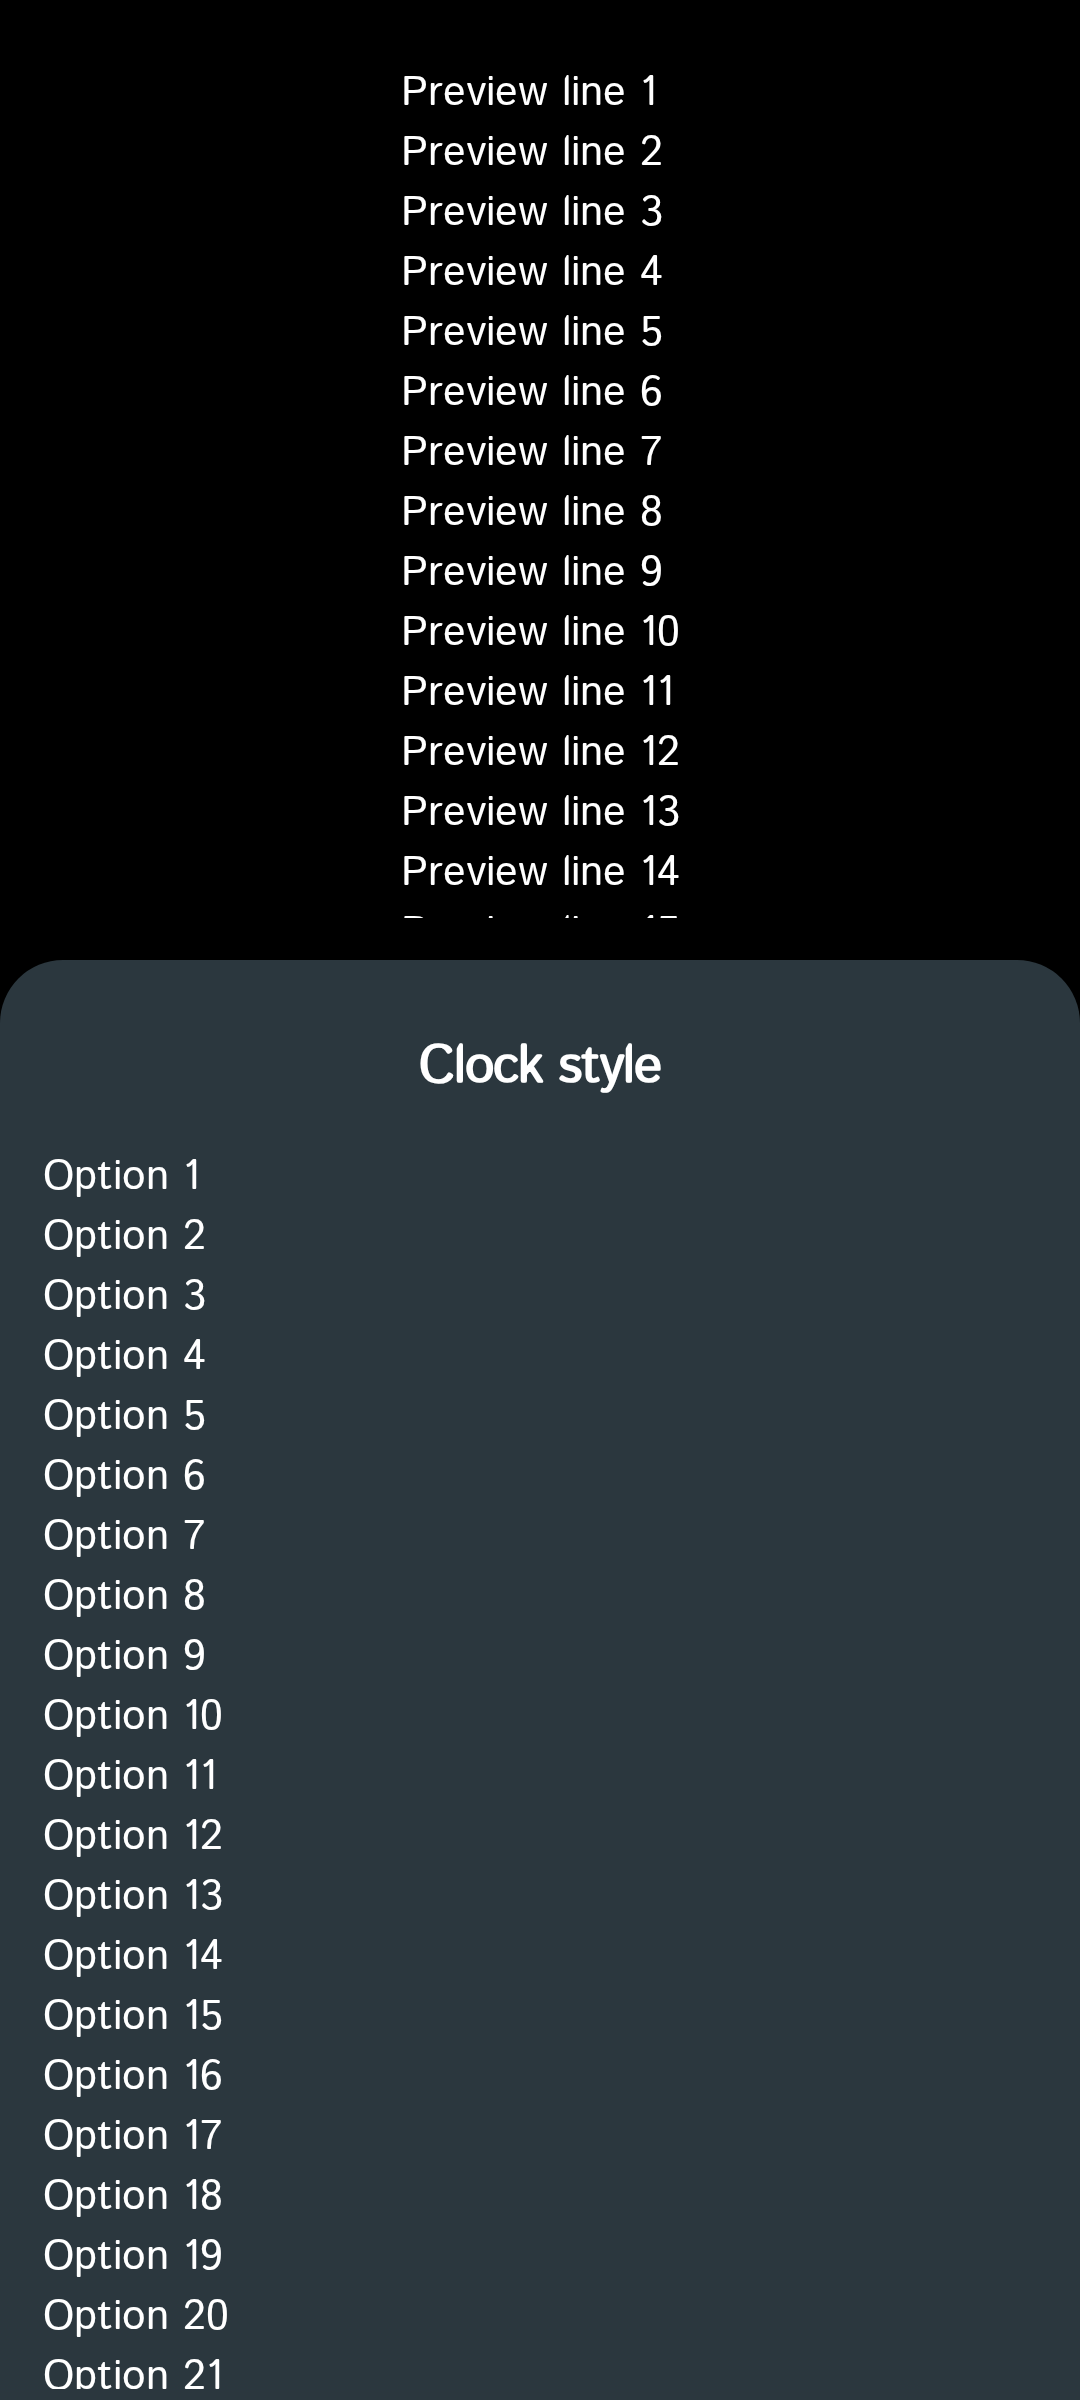 Preview line 1
Preview line 2
Preview line 3
Preview line 4
Preview line 5
Preview line 6
Preview line 7
Preview line 8
Preview line 9
Preview line 10
Preview line 11
Preview line 12
Preview line 13
Preview line 14
Clock style
Option 1
Option 2
Option 3
Option 4
Option 5
Option 6
Option 7
Option 8
Option 9
Option 10
Option 11
Option 12
Option 13
Option 14
Option 15
Option 16
Option 17
Option 18
Option 19
Option 20
Option 21